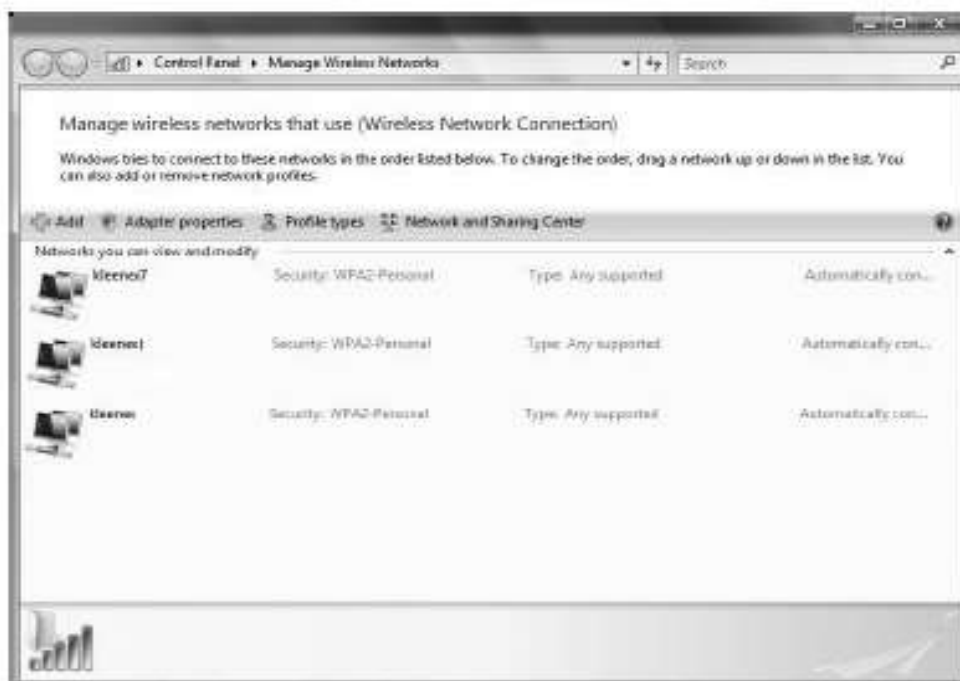 Control Panel ▸ Manage Wireless Networks
Search
Manage wireless networks that use (Wireless Network Connection)
Windows tries to connect to these networks in the order listed below. To change the order, drag a network up or down in the list. You
can also add or remove network profiles.
Add Adapter properties Profile types Network and Sharing Center
Networks you can view and modify
kleenex7 Security: WPA2-Personal Type: Any supported Automatically con...
Security: WPA2-Personal Type: Any supported Automatically con...
kleenex Security: WPA2-Personal Type: Any supported Automatically con...